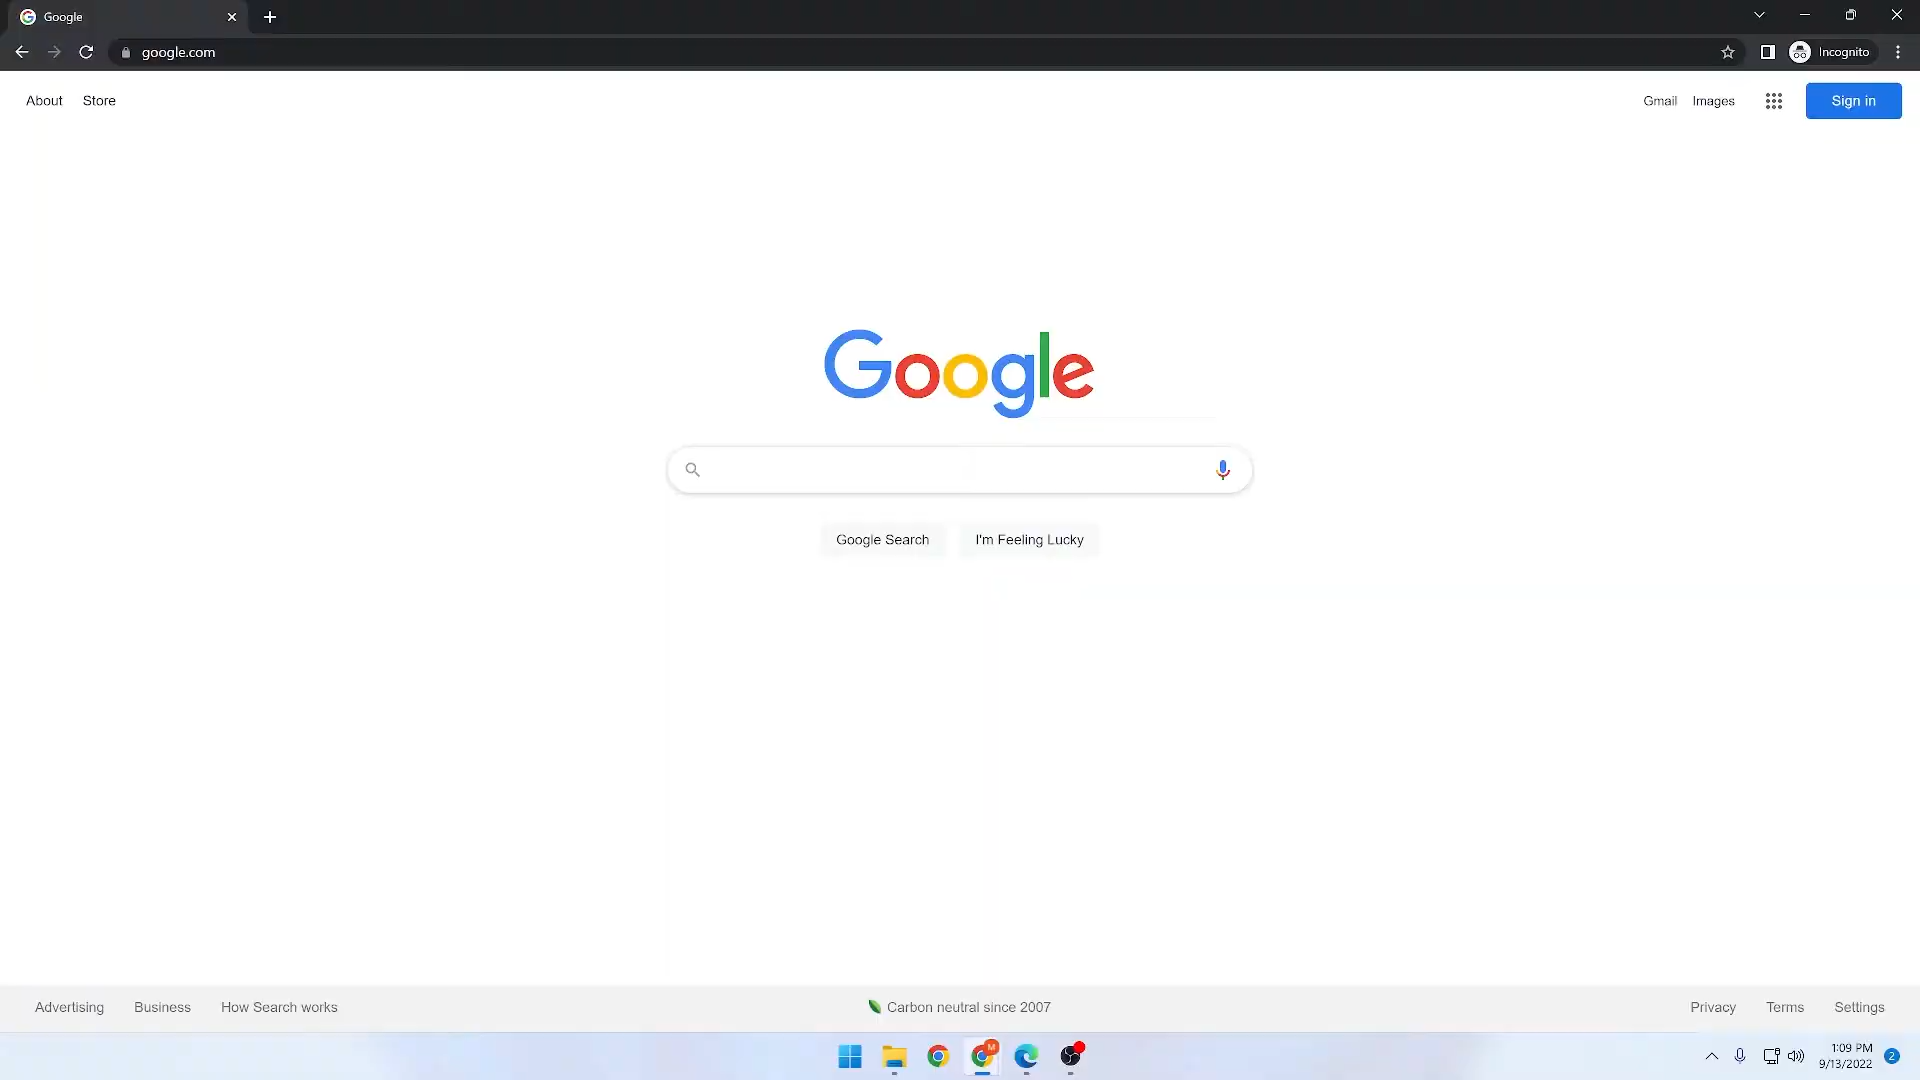 Google
google.com
Incognito
About Store
Gmail Images Sign in
Google
Google Search I'm Feeling Lucky
Advertising Business How Search works
Carbon neutral since 2007
Privacy Terms Settings
M
1:09 PM
9/13/2022
2